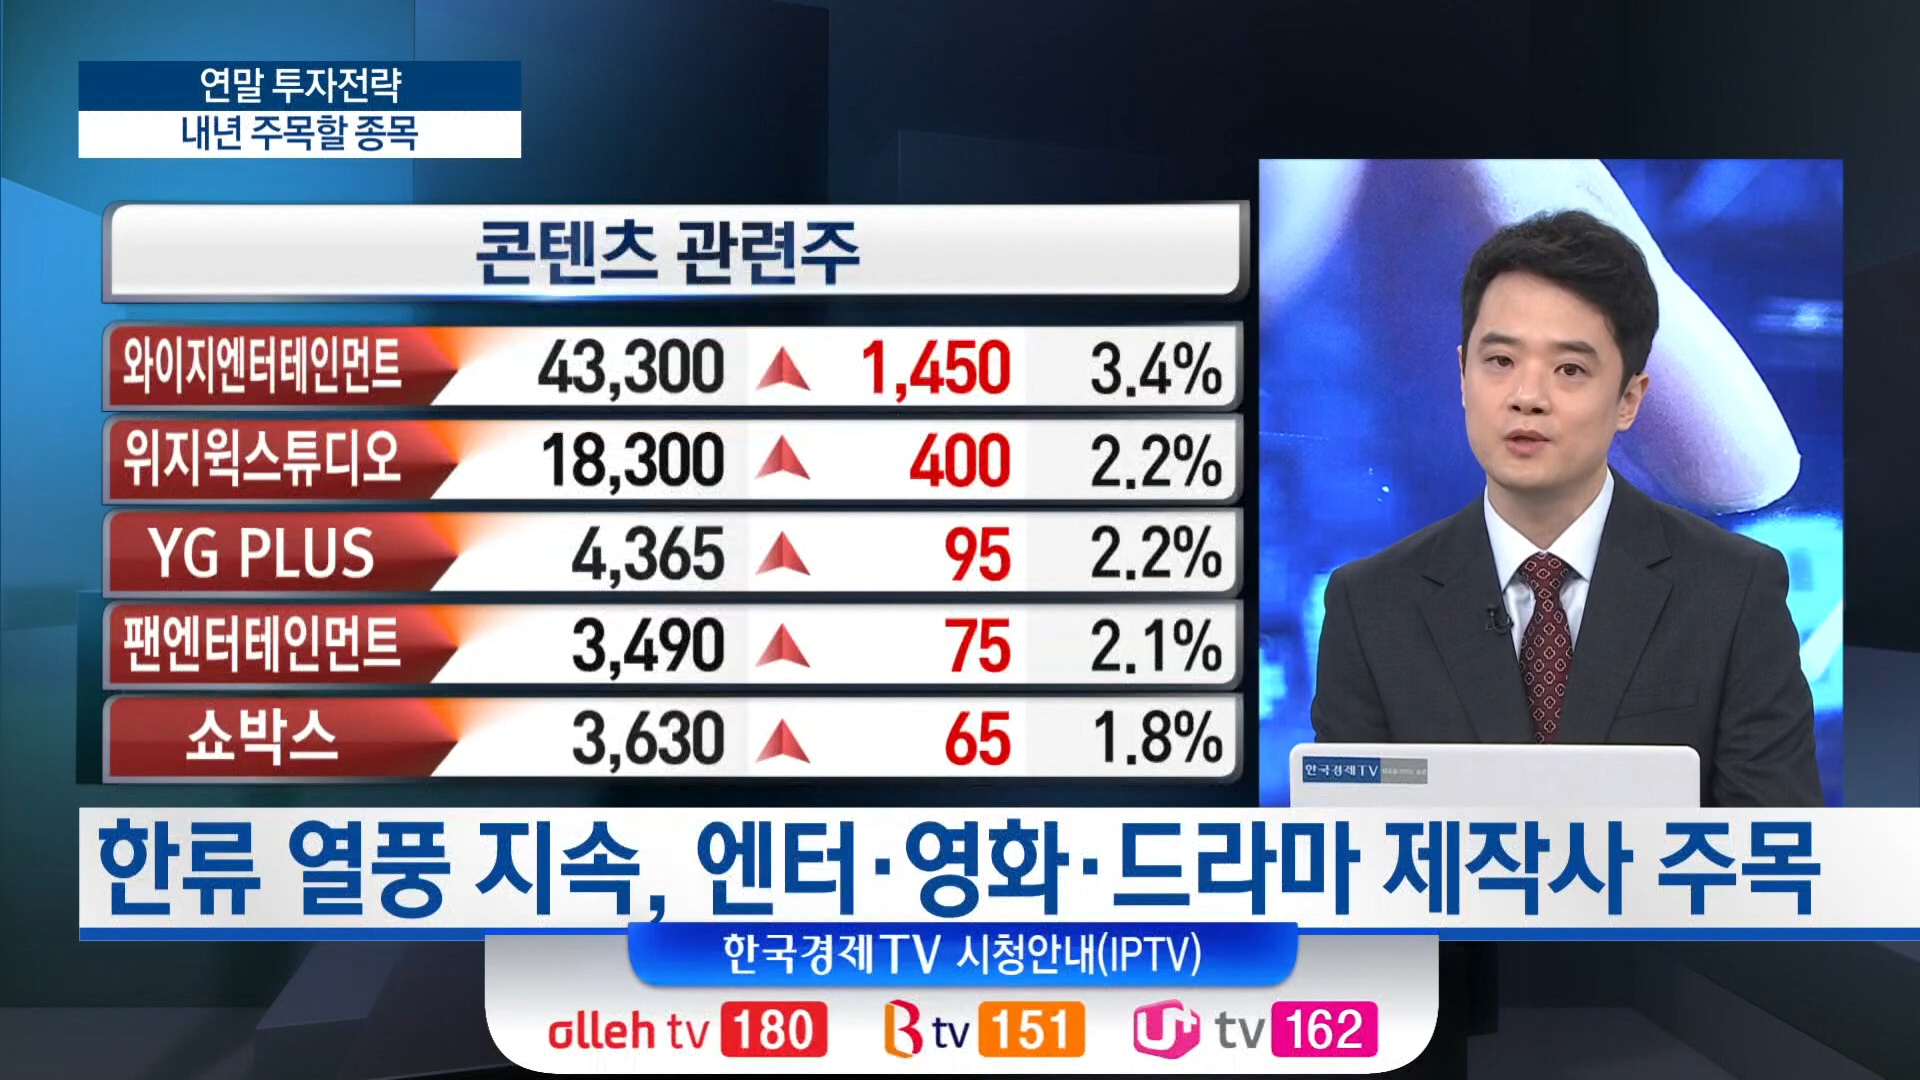 연말 투자전략
내년 주목할 종목
콘텐츠 관련주
와이지엔터테인먼트 43,300 ▲ 1,450 3.4%
위지윅스튜디오 18,300 ▲ 400 2.2%
YG PLUS 4,365 ▲ 95 2.2%
팬엔터테인먼트 3,490 ▲ 75 2.1%
쇼박스 3,630 ▲ 65 1.8%
한국경제TV
한류 열풍 지속, 엔터·영화·드라마 제작사 주목
한국경제TV 시청안내(IPTV)
olleh tv 180 B tv 151 U+ tv 162